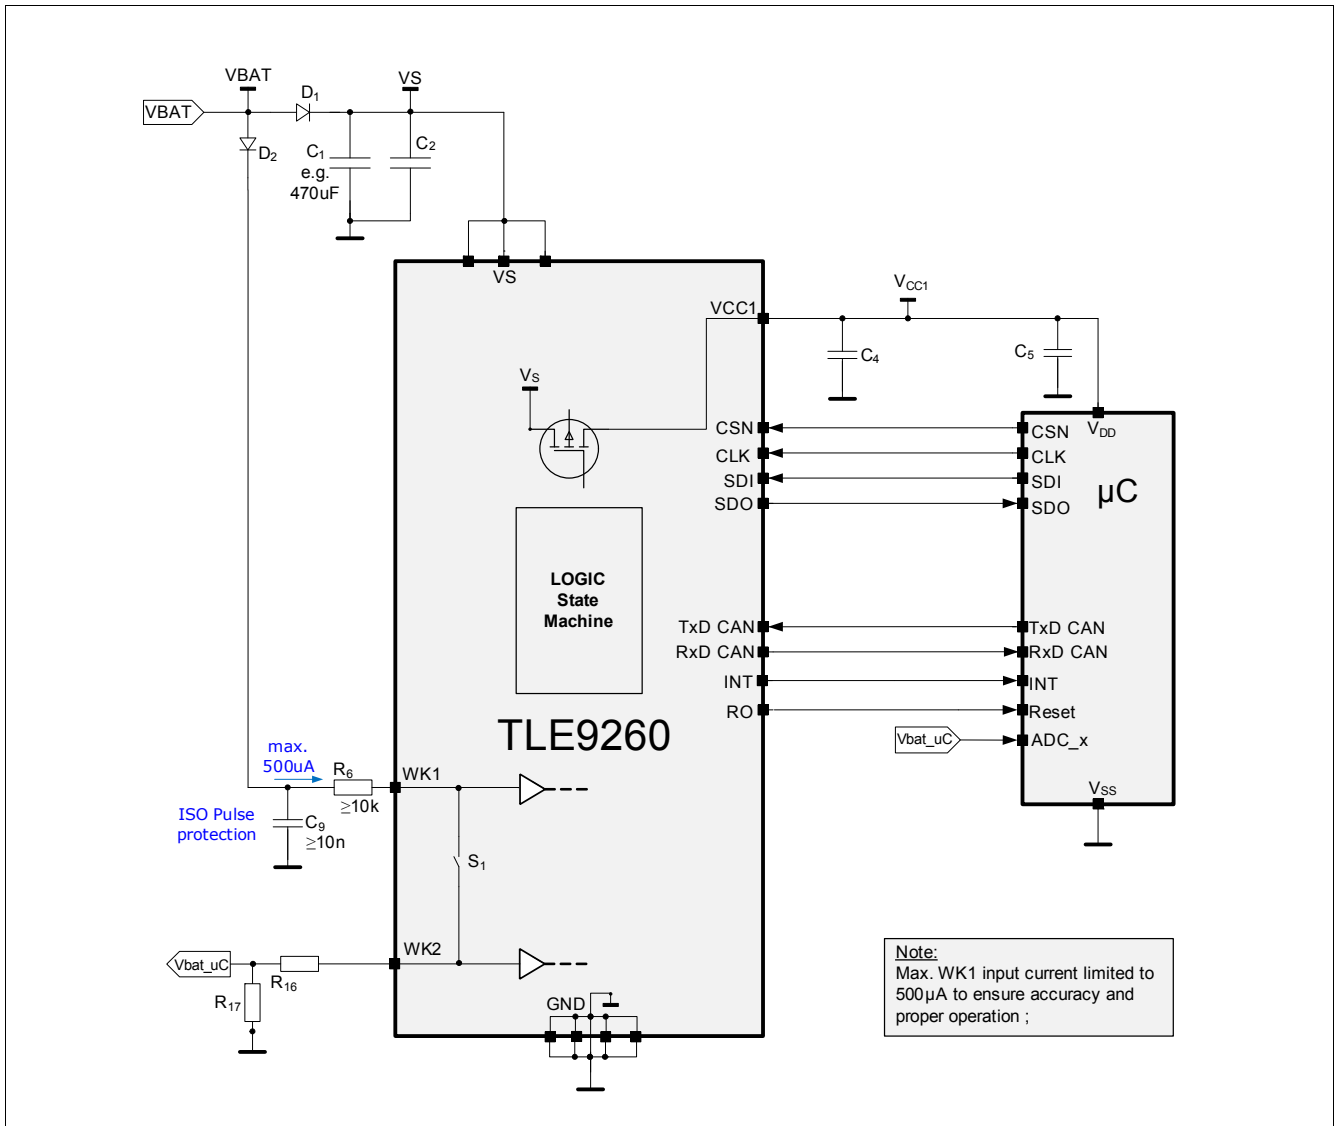 VBAT
VS
VBAT
D1
D2
C1
e.g.
470uF
C2
VS
VCC1
VCC1
C4
C5
VS
CSN
CLK
SDI
SDO
CSN
VDD
CLK
SDI
SDO
µC
LOGIC
State
Machine
TxD CAN
RxD CAN
INT
RO
TxD CAN
RxD CAN
INT
Reset
Vbat_uC
ADC_x
VSS
TLE9260
max.
500uA
R6
≥10k
WK1
ISO Pulse
protection
C9
≥10n
S1
WK2
Vbat_uC
R16
R17
GND
Note:
Max. WK1 input current limited to
500µA to ensure accuracy and
proper operation ;